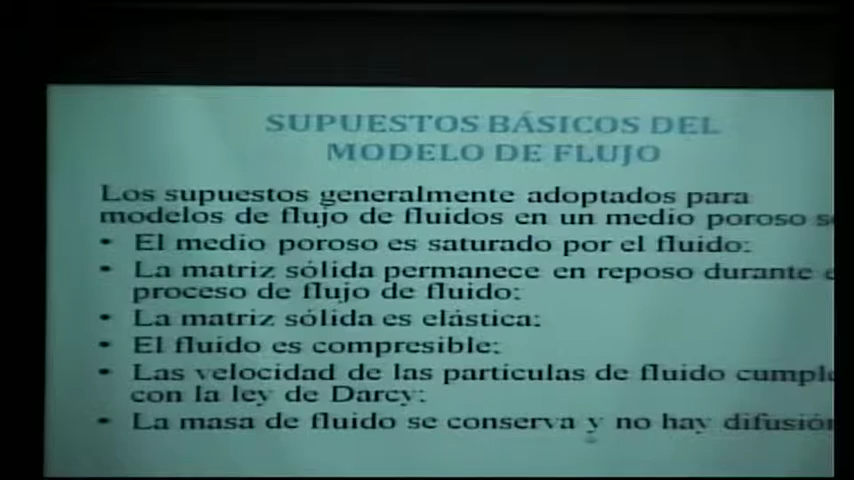 SUPUESTOS BÁSICOS DEL
MODELO DE FLUJO
Los supuestos generalmente adoptados para
modelos de flujo de fluidos en un medio poroso
• El medio poroso es saturado por el fluido;
• La matriz sólida permanece en reposo durante
proceso de flujo de fluido;
• La matriz sólida es elástica;
• El fluido es compresible;
• Las velocidad de las partículas de fluido
con la ley de Darcy;
• La masa de fluido se conserva y no hay difusión